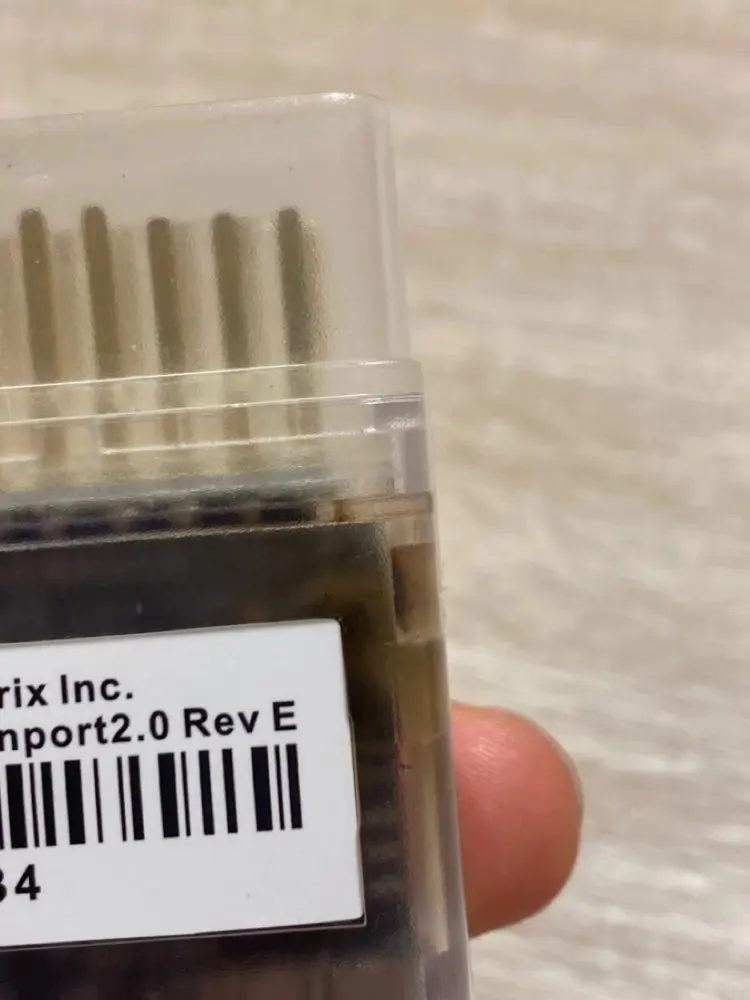 rix Inc.
nport2.0 Rev E
34